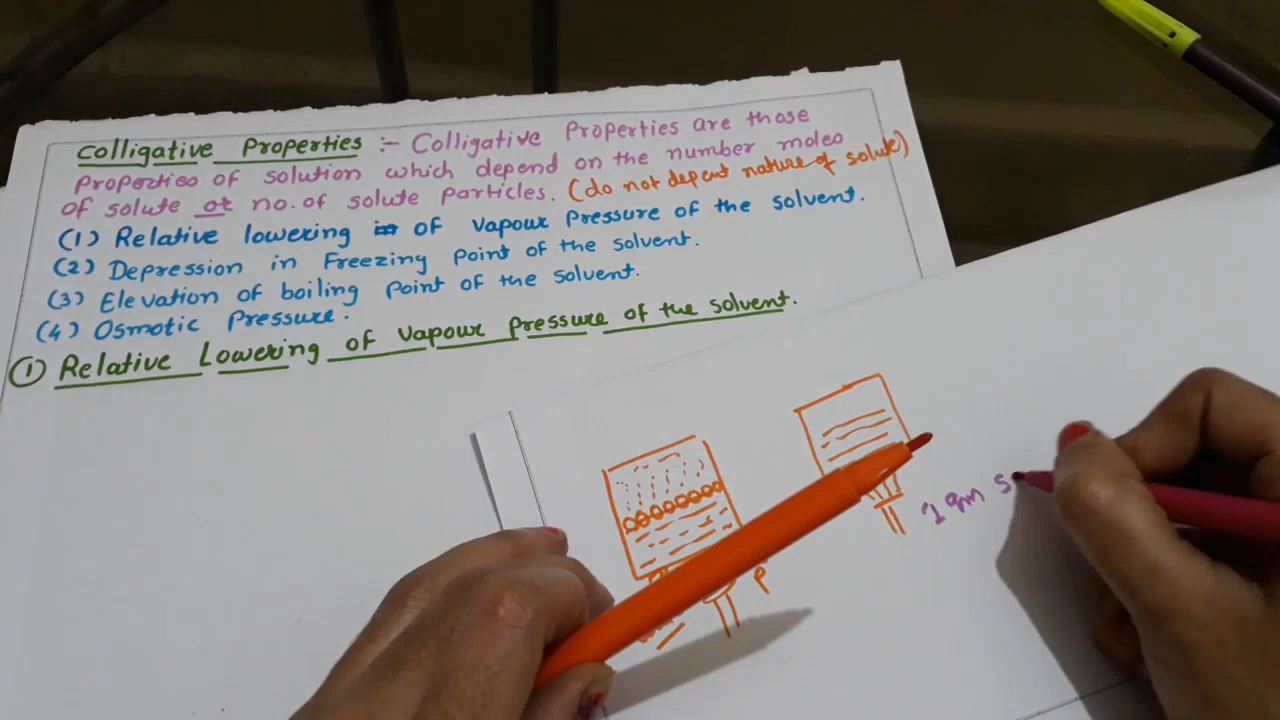 Colligative Properties :- Colligative Properties are those
properties of solution which depend on the number moles
of solute or no. of solute particles. (do not depent nature of solute)
(1) Relative lowering in of vapour pressure of the solvent.
(2) Depression in Freezing point of the solvent.
(3) Elevation of boiling point of the solvent.
(4) Osmotic Pressure.
① Relative Lowering of vapour pressure of the solvent.
P
1 gm s